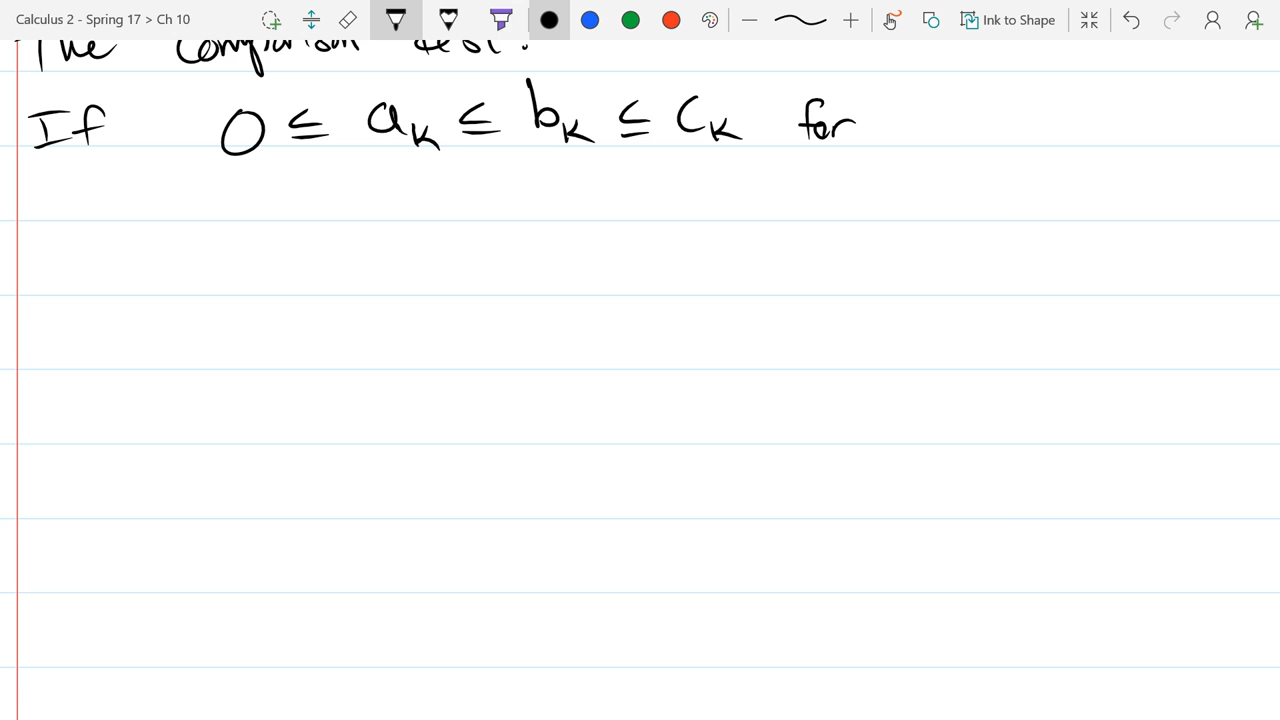 Calculus 2 - Spring 17 > Ch 10 Ink to Shape
The comparison test:
If 0 ≤ aₖ ≤ bₖ ≤ cₖ for